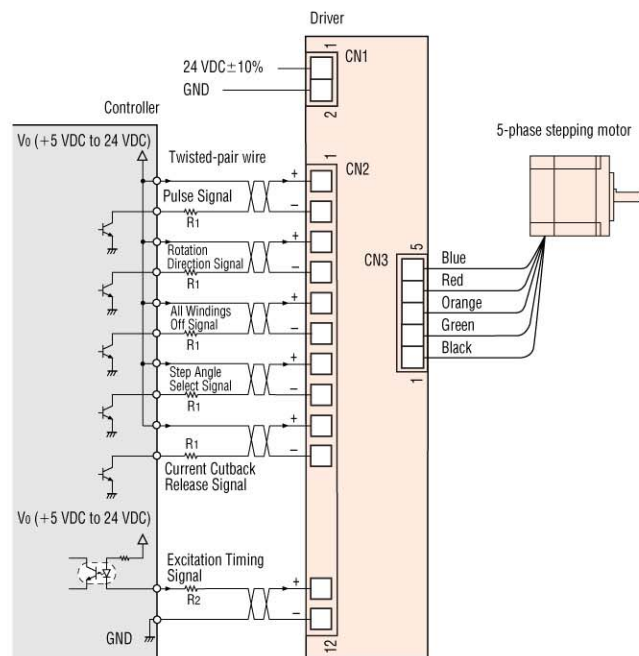 Driver
24 VDC±10%
GND
1
CN1
2
Controller
V0 (+5 VDC to 24 VDC)
Twisted-pair wire
5-phase stepping motor
1
CN2
+
Pulse Signal
−
R1
+
Rotation
Direction Signal
−
R1
+
All Windings
Off Signal
−
R1
+
Step Angle
Select Signal
−
R1
+
R1
−
Current Cutback
Release Signal
CN3
5
Blue
Red
Orange
Green
Black
1
V0 (+5 VDC to 24 VDC)
Excitation Timing
Signal
+
R2
−
GND
12